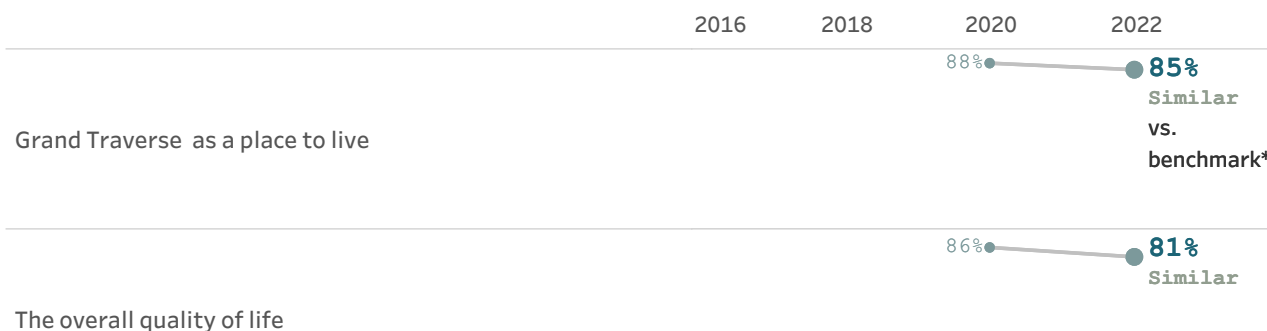 2016 2018 2020 2022
88% 85%
Similar
Grand Traverse as a place to live
vs.
benchmark*
86% 81%
Similar
The overall quality of life